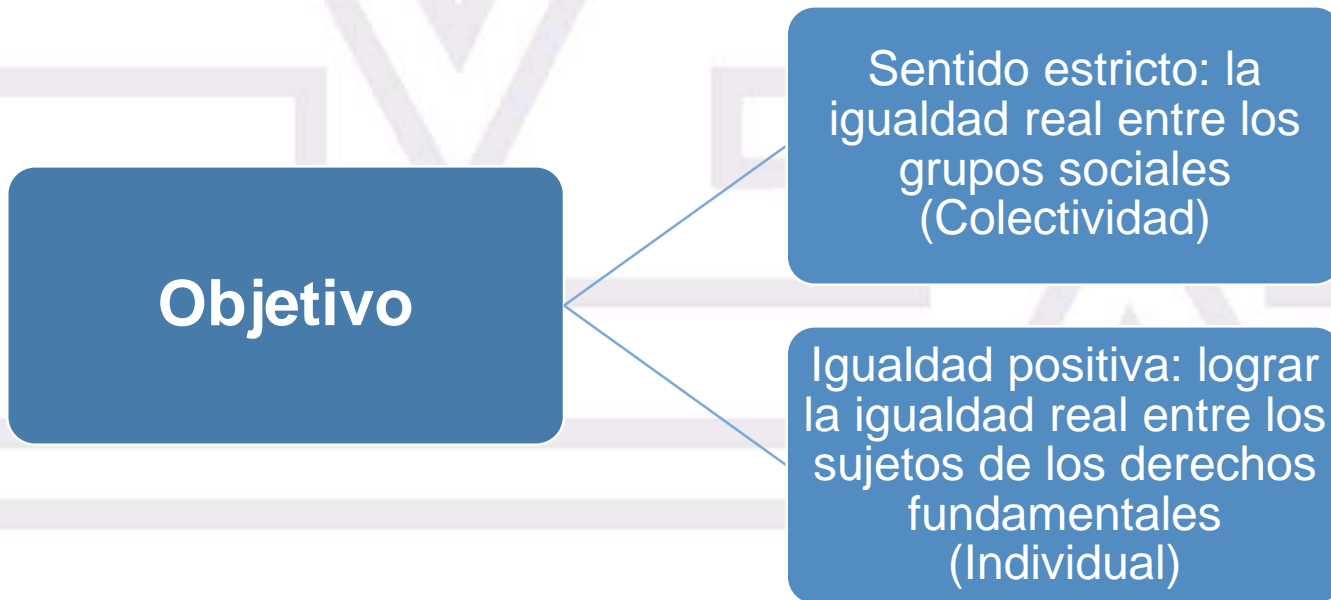 Objetivo
Sentido estricto: la
igualdad real entre los
grupos sociales
(Colectividad)
Igualdad positiva: lograr
la igualdad real entre los
sujetos de los derechos
fundamentales
(Individual)